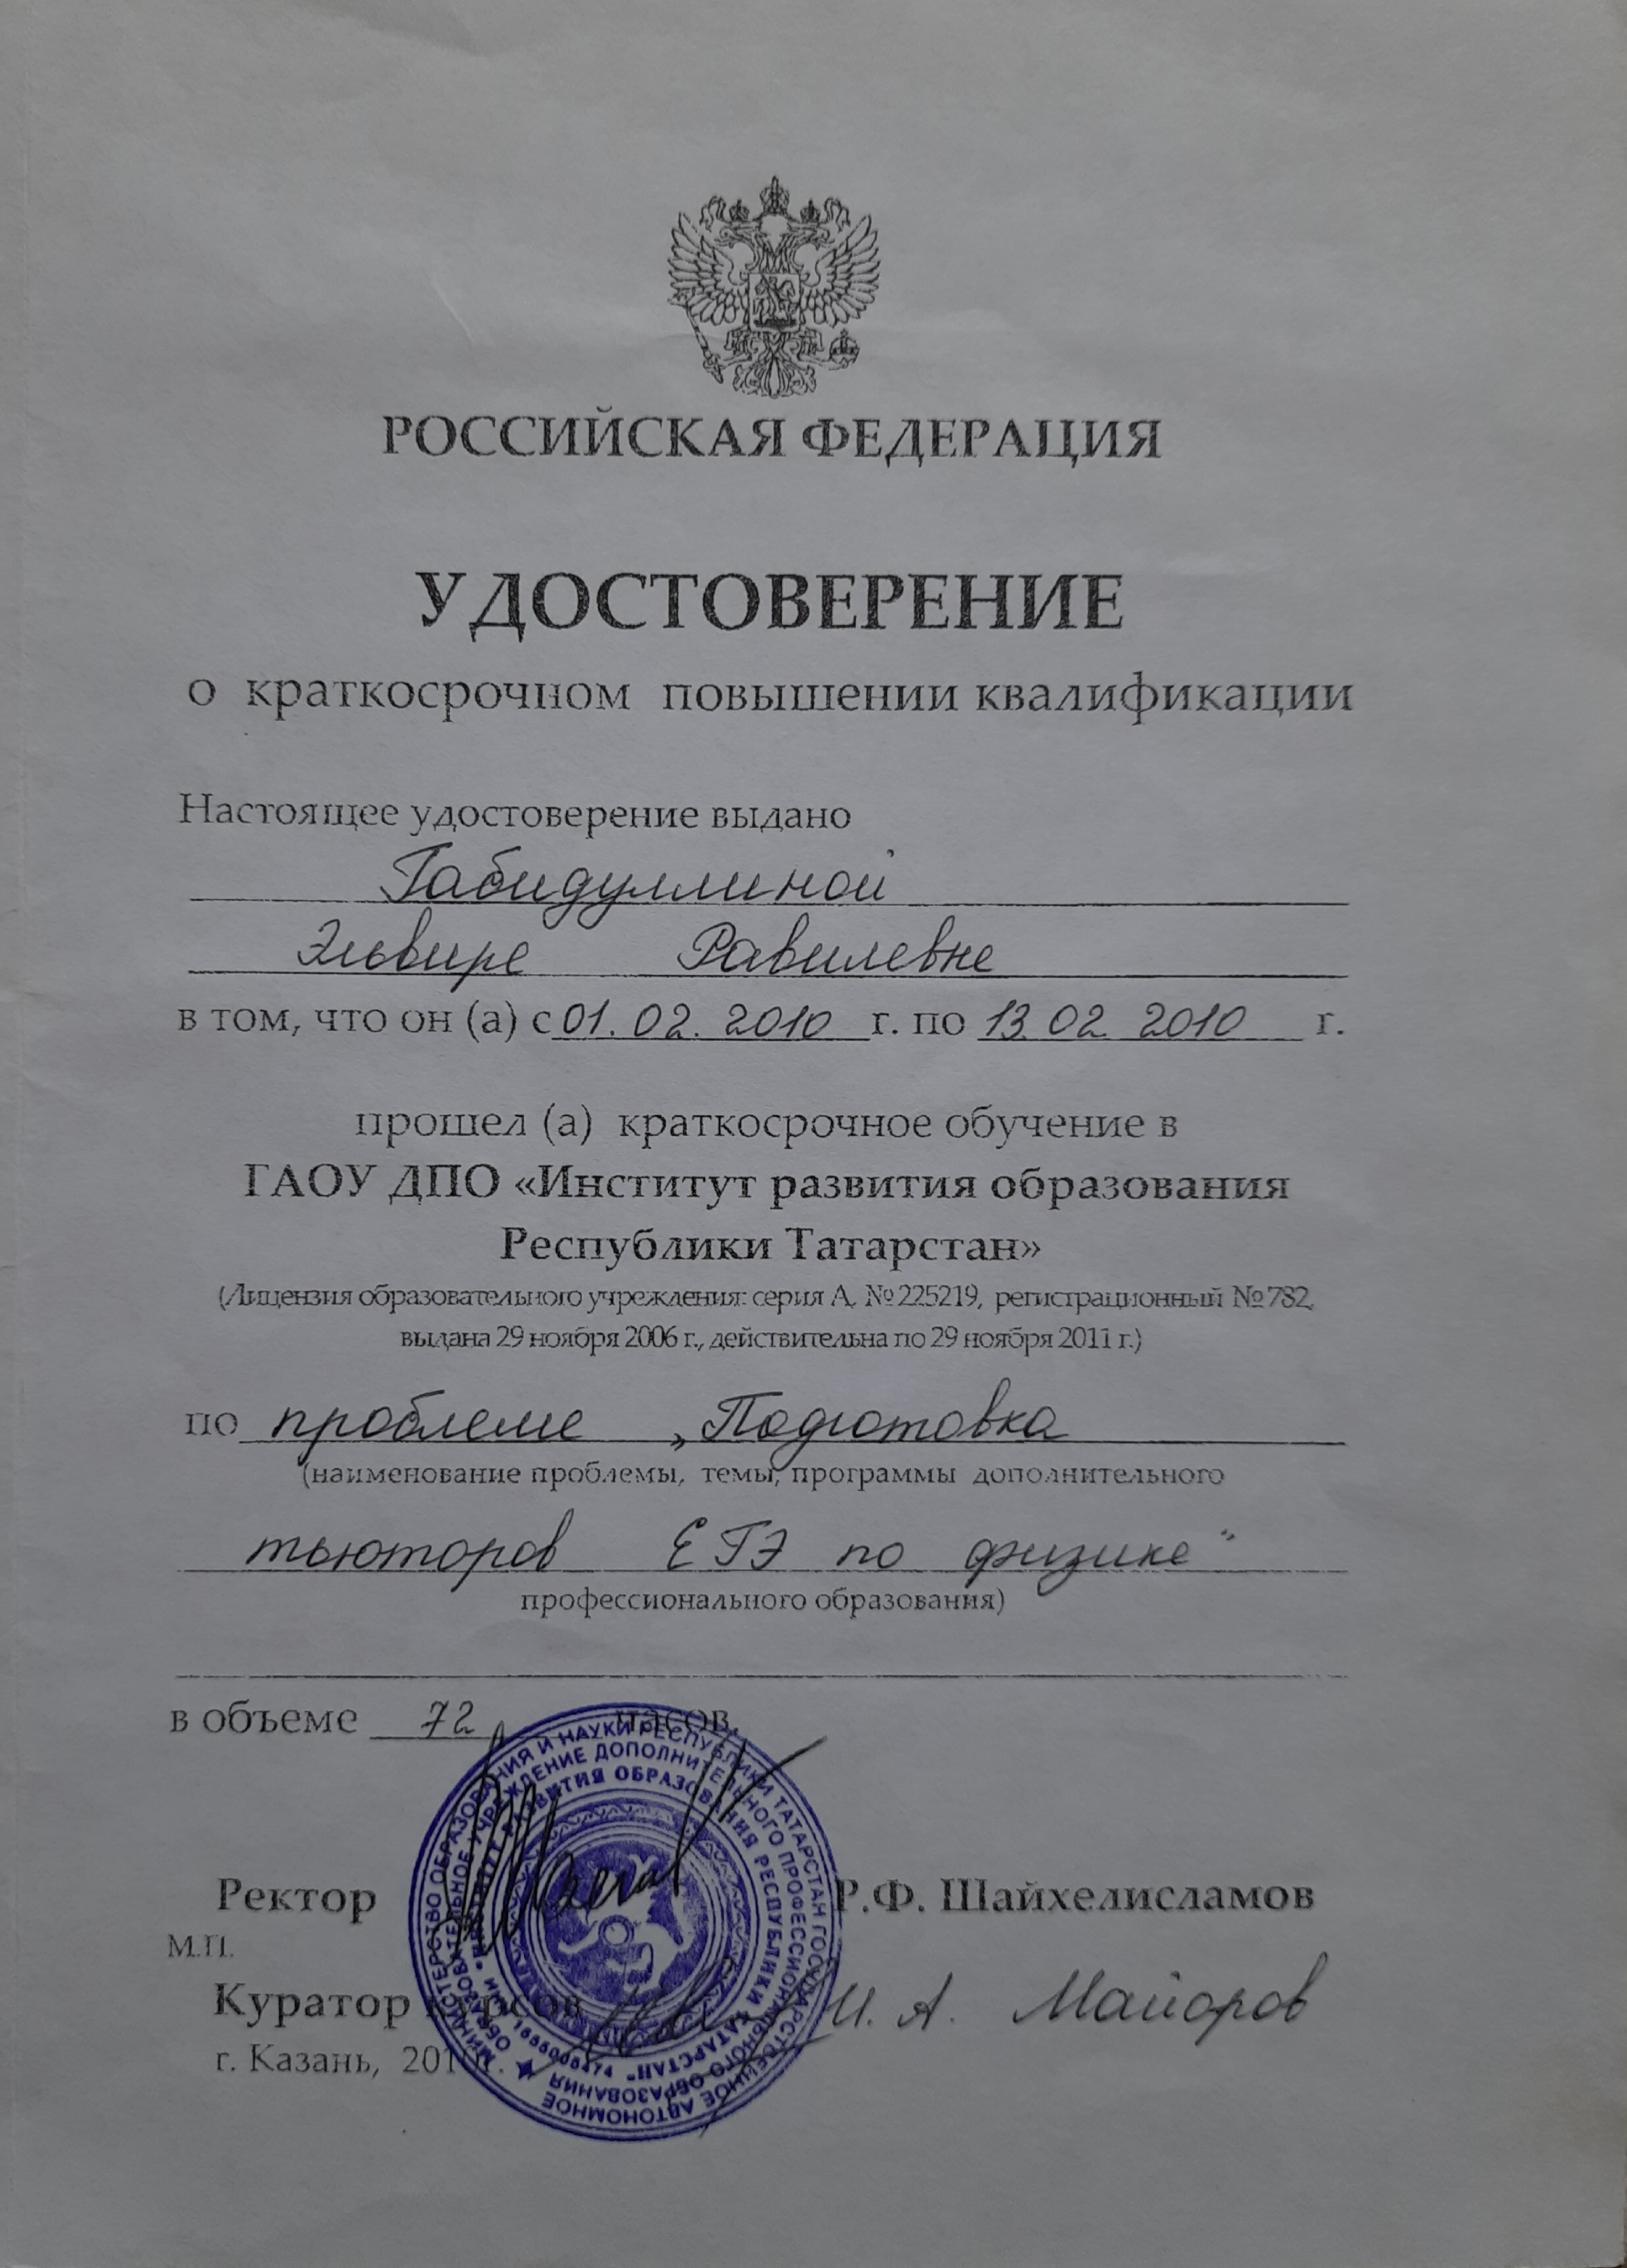 РОССИЙСКАЯ ФЕДЕРАЦИЯ
УДОСТОВЕРЕНИЕ
о краткосрочном повышении квалификации
Настоящее удостоверение выдано
Габидуллиной
Эльвире Равилевне
в том, что он (а) с 01.02.2010 г. по 13.02 2010 г.
прошел (а) краткосрочное обучение в
ГАОУ ДПО «Институт развития образования
Республики Татарстан»
(Лицензия образовательного учреждения: серия А, № 225219, регистрационный № 782,
выдана 29 ноября 2006 г., действительна по 29 ноября 2011 г.)
по проблеме „Подготовка
(наименование проблемы, темы, программы дополнительного
тьюторов ЕГЭ по физике"
профессионального образования)
в объеме 72 часов.
МИНИСТЕРСТВО ОБРАЗОВАНИЯ И НАУКИ РЕСПУБЛИКИ ТАТАРСТАН ГОСУДАРСТВЕННОЕ АВТОНОМНОЕ
ОБРАЗОВАТЕЛЬНОЕ УЧРЕЖДЕНИЕ ДОПОЛНИТЕЛЬНОГО ПРОФЕССИОНАЛЬНОГО ОБРАЗОВАНИЯ
РАЗВИТИЯ ОБРАЗОВАНИЯ РЕСПУБЛИКИ ТАТАРСТАН"
Ректор Р.Ф. Шайхелисламов
М.П.
Куратор курсов И. А. Майоров
г. Казань, 2010г.